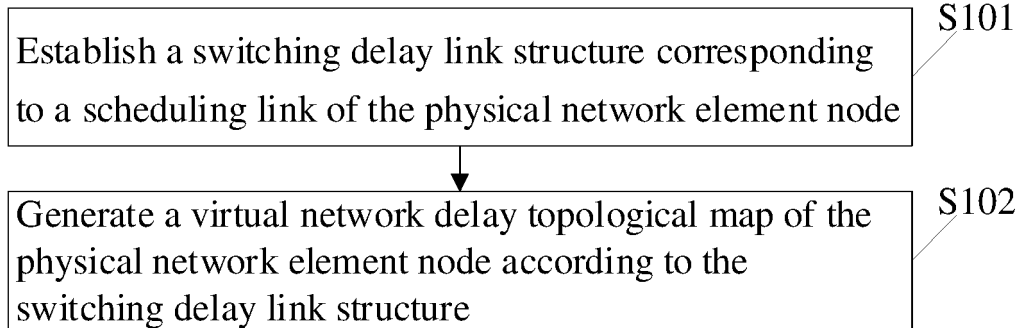 S101
Establish a switching delay link structure corresponding
to a scheduling link of the physical network element node
S102
Generate a virtual network delay topological map of the
physical network element node according to the
switching delay link structure